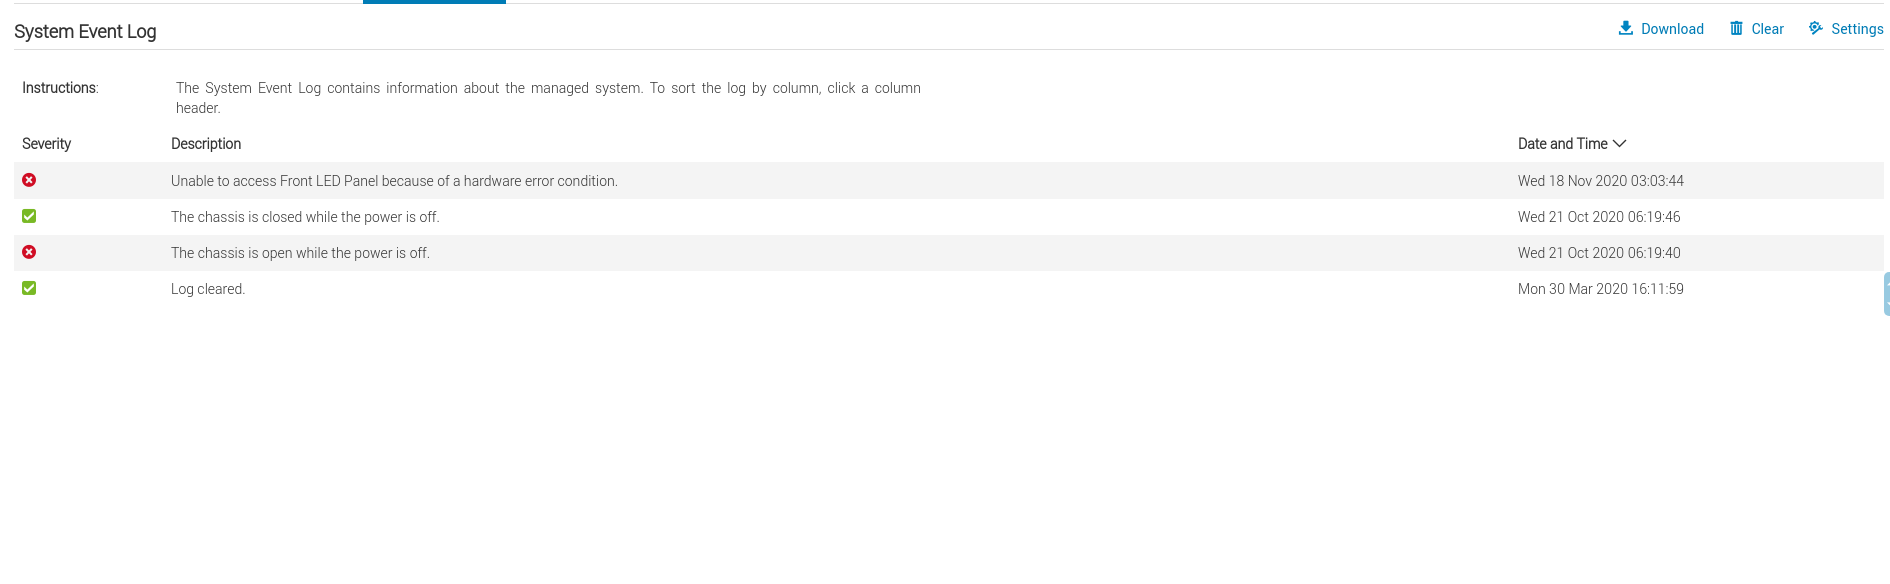 System Event Log
Download Clear Settings
Instructions: The System Event Log contains information about the managed system. To sort the log by column, click a column
header.
Severity Description Date and Time
Unable to access Front LED Panel because of a hardware error condition. Wed 18 Nov 2020 03:03:44
The chassis is closed while the power is off. Wed 21 Oct 2020 06:19:46
The chassis is open while the power is off. Wed 21 Oct 2020 06:19:40
Log cleared. Mon 30 Mar 2020 16:11:59